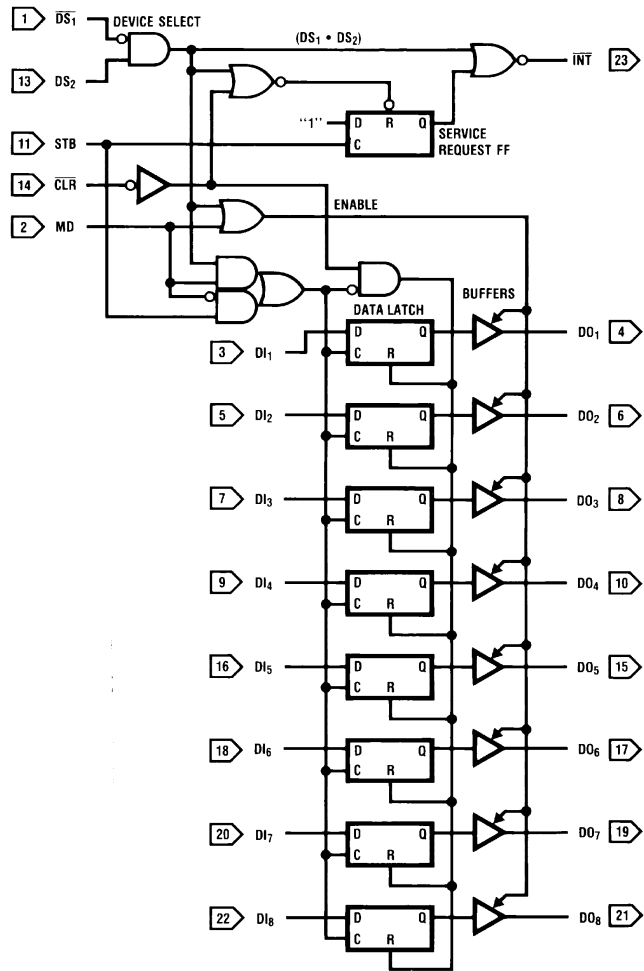 1 DS1 DEVICE SELECT
(DS1 • DS2)
INT 23
13 DS2
"1" D R Q
C
SERVICE
REQUEST FF
11 STB
14 CLR
2 MD
ENABLE
DATA LATCH
BUFFERS
3 DI1 D Q DO1 4
C R
5 DI2 D Q DO2 6
C R
7 DI3 D Q DO3 8
C R
9 DI4 D Q DO4 10
C R
16 DI5 D Q DO5 15
C R
18 DI6 D Q DO6 17
C R
20 DI7 D Q DO7 19
C R
22 DI8 D Q DO8 21
C R